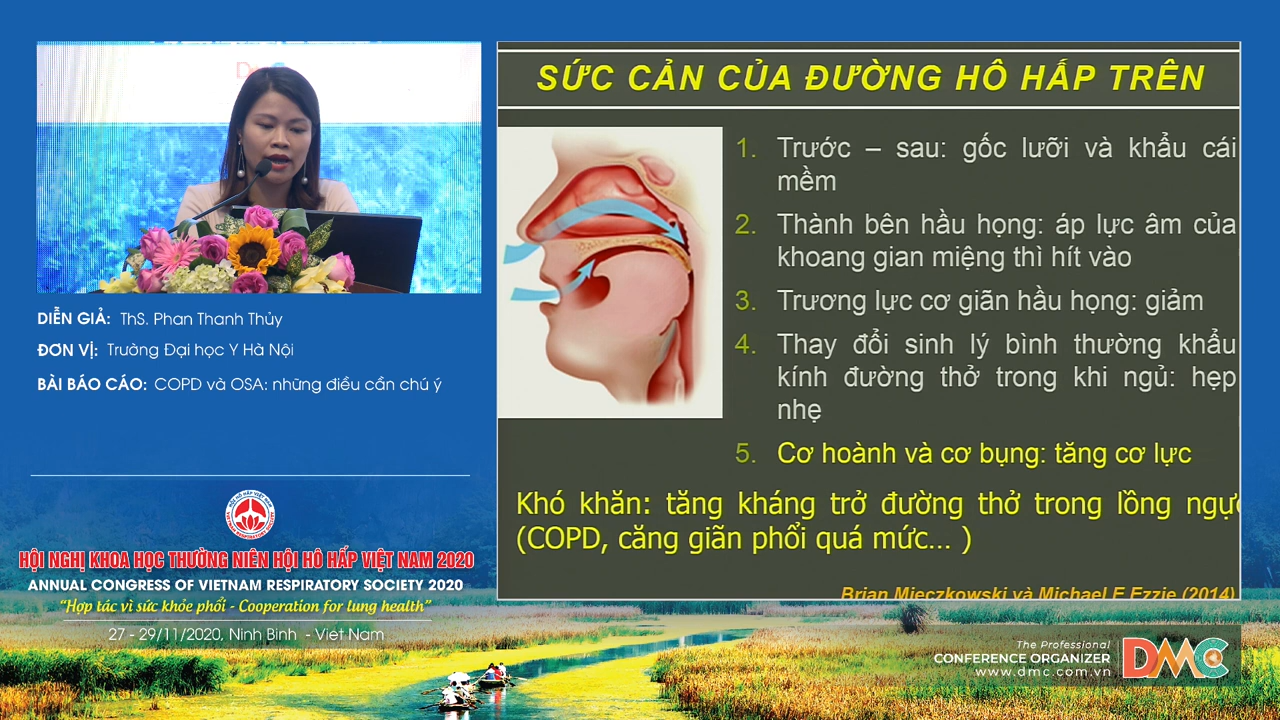 DIỄN GIẢ: ThS. Phan Thanh Thủy
ĐƠN VỊ: Trường Đại học Y Hà Nội
BÀI BÁO CÁO: COPD và OSA: những điều cần chú ý
HỘI NGHỊ KHOA HỌC THƯỜNG NIÊN HỘI HÔ HẤP VIỆT NAM 2020
ANNUAL CONGRESS OF VIETNAM RESPIRATORY SOCIETY 2020
“Hợp tác vì sức khỏe phổi - Cooperation for lung health”
27 - 29/11/2020, Ninh Bình - Việt Nam
SỨC CẢN CỦA ĐƯỜNG HÔ HẤP TRÊN
1. Trước – sau: gốc lưỡi và khẩu cái
mềm
2. Thành bên hầu họng: áp lực âm của
khoang gian miệng thì hít vào
3. Trương lực cơ giãn hầu họng: giảm
4. Thay đổi sinh lý bình thường khẩu
kính đường thở trong khi ngủ: hẹp
nhẹ
5. Cơ hoành và cơ bụng: tăng cơ lực
Khó khăn: tăng kháng trở đường thở trong lồng ngực
(COPD, căng giãn phổi quá mức... )
Brian Mieczkowski và Michael E Ezzie (2014)
The Professional
CONFERENCE ORGANIZER
www.dmc.com.vn
DMC